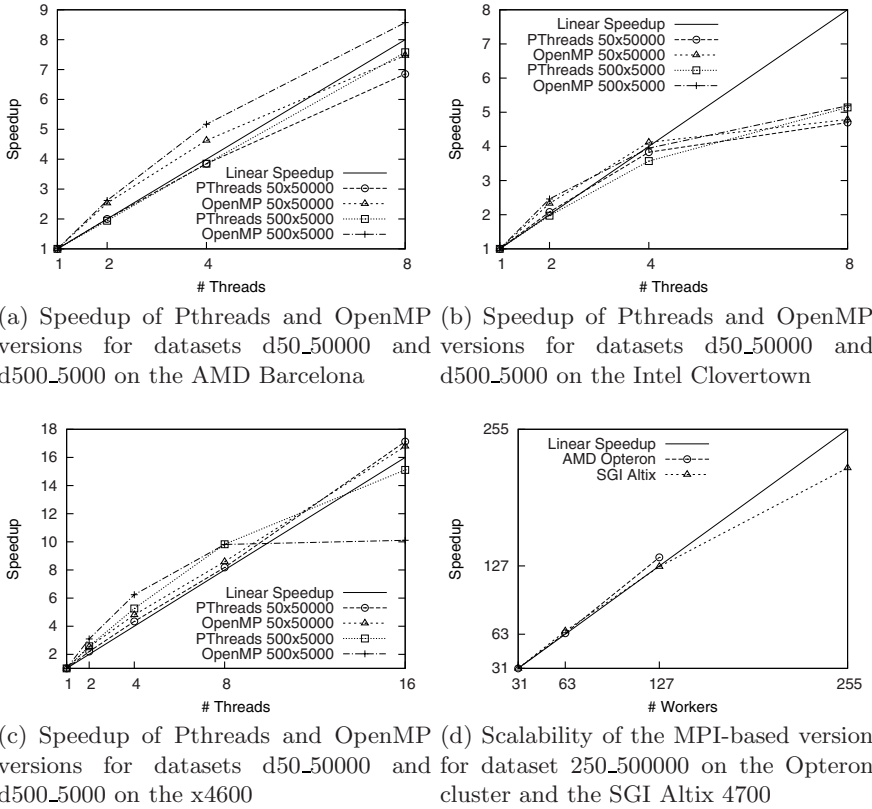 9
8
7
6
5
4
3
2
1
Speedup
Linear Speedup
PThreads 50x50000
OpenMP 50x50000
PThreads 500x5000
OpenMP 500x5000
1 2 4 8
# Threads
(a) Speedup of Pthreads and OpenMP
versions for datasets d50_50000 and
d500_5000 on the AMD Barcelona
8
7
6
5
4
3
2
1
Speedup
Linear Speedup
PThreads 50x50000
OpenMP 50x50000
PThreads 500x5000
OpenMP 500x5000
1 2 4 8
# Threads
(b) Speedup of Pthreads and OpenMP
versions for datasets d50_50000 and
d500_5000 on the Intel Clovertown
18
16
14
12
10
8
6
4
2
Speedup
Linear Speedup
PThreads 50x50000
OpenMP 50x50000
PThreads 500x5000
OpenMP 500x5000
1 2 4 8 16
# Threads
(c) Speedup of Pthreads and OpenMP
versions for datasets d50_50000 and
d500_5000 on the x4600
255
127
63
31
Speedup
Linear Speedup
AMD Opteron
SGI Altix
31 63 127 255
# Workers
(d) Scalability of the MPI-based version
for dataset 250_500000 on the Opteron
cluster and the SGI Altix 4700